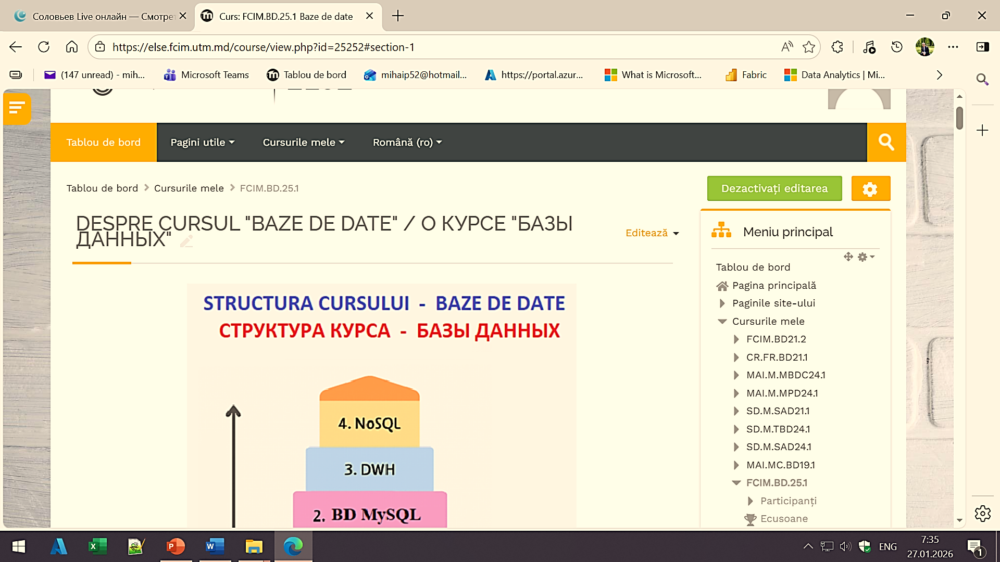 Соловьев Live онлайн — Смотрет
Curs: FCIM.BD.25.1 Baze de date
https://else.fcim.utm.md/course/view.php?id=25252#section-1
(147 unread) - mih...
Microsoft Teams
Tablou de bord
mihaip52@hotmail...
https://portal.azur...
What is Microsoft...
Fabric
Data Analytics | Mi...
Tablou de bord
Pagini utile
Cursurile mele
Română (ro)
Tablou de bord
Cursurile mele
FCIM.BD.25.1
Dezactivați editarea
DESPRE CURSUL "BAZE DE DATE" / О КУРСЕ "БАЗЫ
ДАННЫХ"
Editează
STRUCTURA CURSULUI - BAZE DE DATE
СТРУКТУРА КУРСА - БАЗЫ ДАННЫХ
4. NoSQL
3. DWH
2. BD MySQL
Meniu principal
Tablou de bord
Pagina principală
Paginile site-ului
Cursurile mele
FCIM.BD21.2
CR.FR.BD21.1
MAI.M.MBDC24.1
MAI.M.MPD24.1
SD.M.SAD21.1
SD.M.TBD24.1
SD.M.SAD24.1
MAI.MC.BD19.1
FCIM.BD.25.1
Participanți
Ecusoane
ENG
7:35
27.01.2026
1